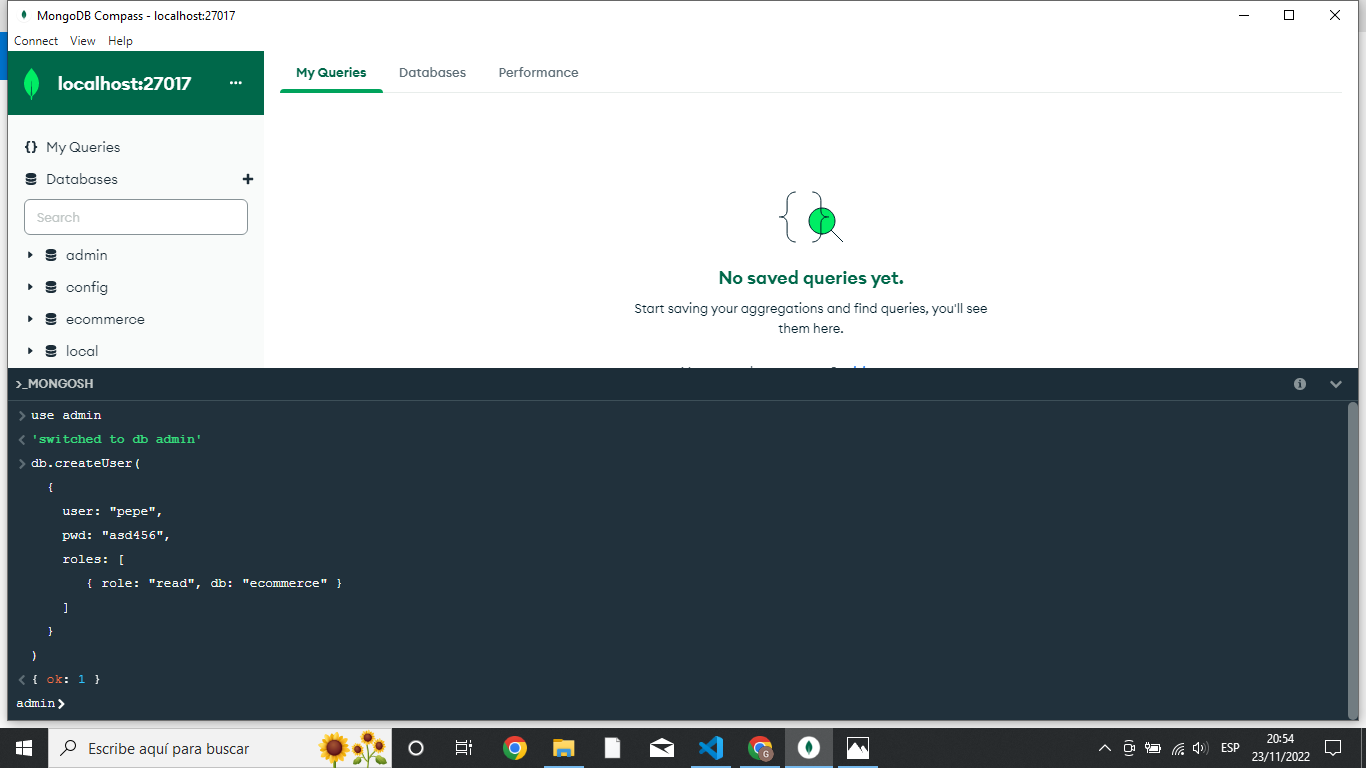 MongoDB Compass - localhost:27017
Connect View Help
localhost:27017 ...
My Queries Databases Performance
{} My Queries
Databases +
Search
admin
config
ecommerce
local
No saved queries yet.
Start saving your aggregations and find queries, you'll see
them here.
>_MONGOSH
use admin
'switched to db admin'
db.createUser(
{
user: "pepe",
pwd: "asd456",
roles: [
{ role: "read", db: "ecommerce" }
]
}
)
{ ok: 1 }
admin>
Escribe aquí para buscar
G
ESP
20:54
23/11/2022